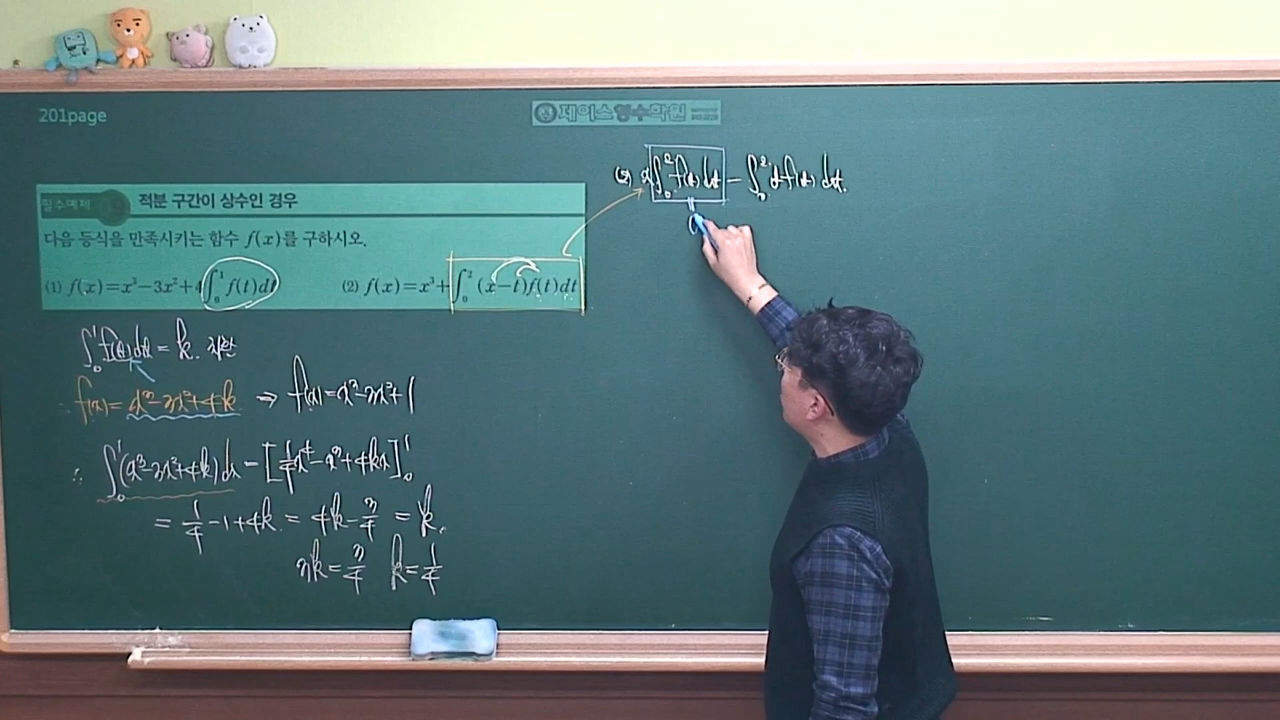 201page
제이스영수학원
필수예제
적분 구간이 상수인 경우
다음 등식을 만족시키는 함수 f(x)를 구하시오.
(1) f(x)=x³-3x²+4∫₀¹f(t)dt
(2) f(x)=x³+∫₀²(x-t)f(t)dt
∫₀¹f(t)dt=k. 치환
f(x)=x³-3x²+4k ⇒ f(x)=x³-3x²+1
∴ ∫₀¹(x³-3x²+4k)dx=[¼x⁴-x³+4kx]₀¹
=¼-1+4k=4k-¾=k.
3k=¾ k=¼
(2) x∫₀²f(t)dt-∫₀²tf(t)dt.